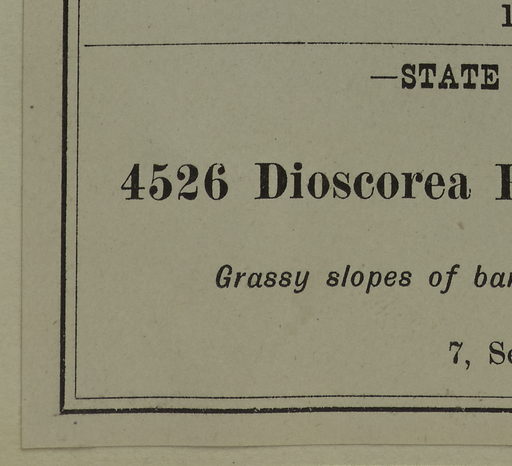 —STATE
4526 Dioscorea
Grassy slopes of
7,